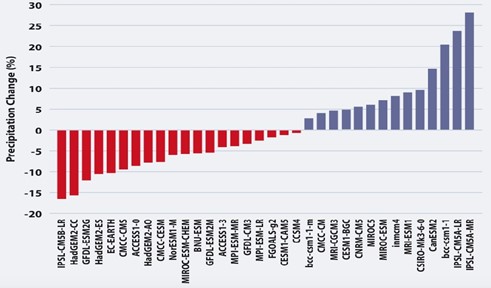 30
25
20
15
10
5
0
-5
-10
-15
-20
Precipitation Change (%)
IPSL-CM5B-LR
HadGEM2-CC
GFDL-ESM2G
HadGEM2-ES
EC-EARTH
CMCC-CM5
ACCESS1-0
HadGEM2-AO
CMCC-CESM
NorESM1-M
MIROC-ESM-CHEM
BNU-ESM
GFDL-ESM2M
ACCESS1-3
MPI-ESM-MR
GFDL-CM3
MPI-ESM-LR
FGOALS-g2
CESM1-CAM5
CCSM4
bcc-csm1-1-m
CMCC-CM
MRI-CGCM3
CESM1-BGC
CNRM-CM5
MIROC5
MIROC-ESM
inmcm4
MRI-ESM1
CSIRO-Mk3-6-0
CanESM2
bcc-csm1-1
IPSL-CM5A-LR
IPSL-CM5A-MR